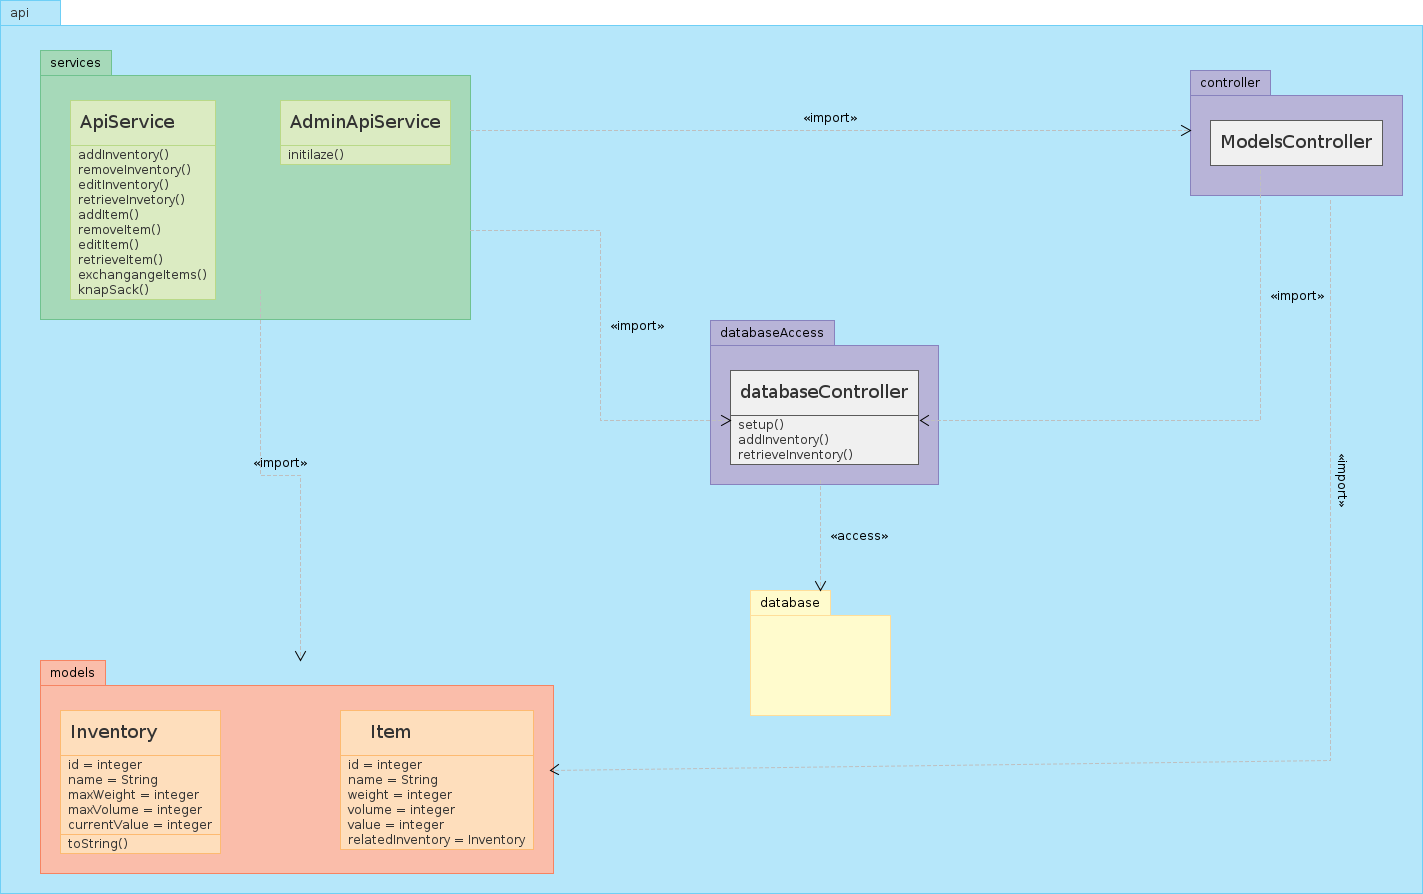 api
services
ApiService
addInventory()
removeInventory()
editInventory()
retrieveInvetory()
addItem()
removeItem()
editItem()
retrieveItem()
exchangangeItems()
knapSack()
AdminApiService
initilaze()
«import»
controller
ModelsController
«import»
«import»
databaseAccess
databaseController
setup()
addInventory()
retrieveInventory()
«import»
«import»
«access»
database
models
Inventory
id = integer
name = String
maxWeight = integer
maxVolume = integer
currentValue = integer
toString()
Item
id = integer
name = String
weight = integer
volume = integer
value = integer
relatedInventory = Inventory